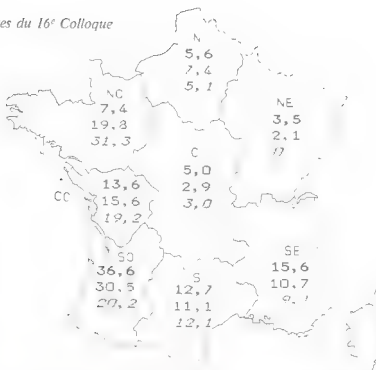 es du 16e Colloque
N
5,6
7,4
5,1
NC
7,4
19,8
31,3
NE
3,5
2,1
C
5,0
2,9
3,0
CC
13,6
15,6
19,2
SO
36,6
30,5
20,2
S
12,7
11,1
12,1
SE
15,6
10,7